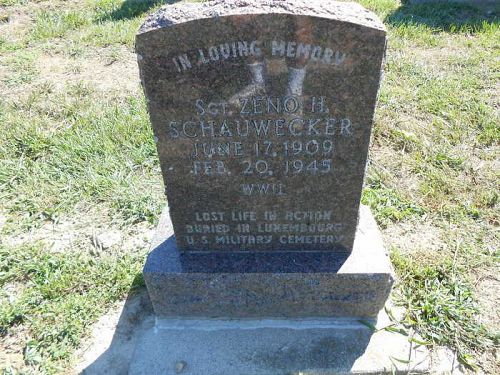 IN LOVING MEMORY
SGT. ZENO H.
SCHAUWECKER
JUNE 17, 1909
FEB. 20, 1945
WWII
LOST LIFE IN ACTION
BURIED IN LUXEMBOURG
U.S. MILITARY CEMETERY